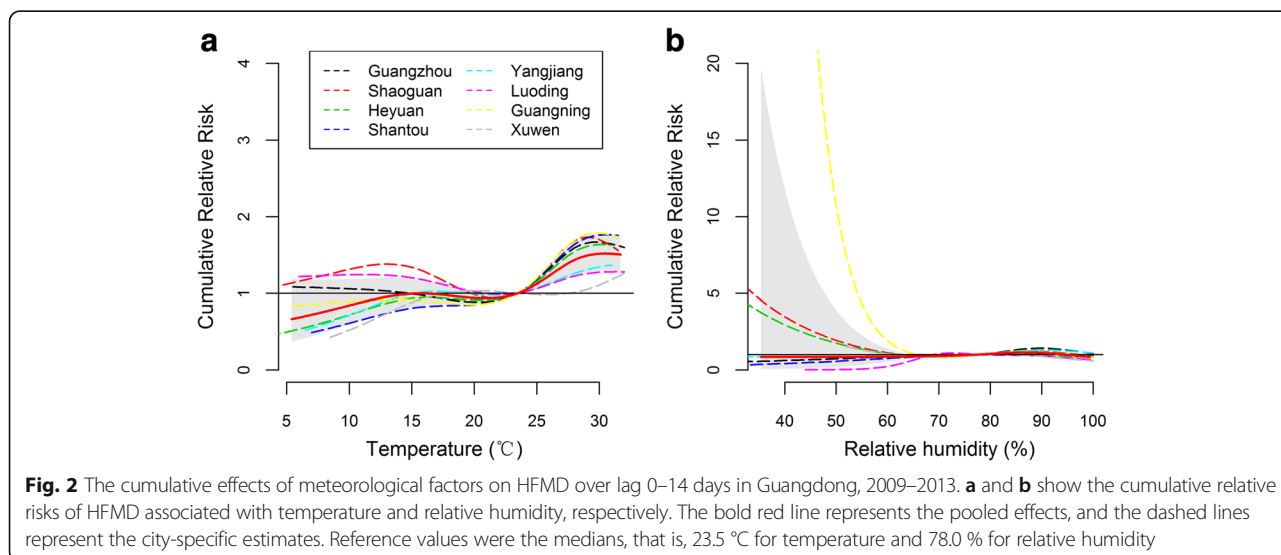 a
b
Cumulative Relative Risk
4
3
2
1
0
Guangzhou
Shaoguan
Heyuan
Shantou
Yangjiang
Luoding
Guangning
Xuwen
5 10 15 20 25 30
Temperature (℃)
Cumulative Relative Risk
20
15
10
5
0
40 50 60 70 80 90 100
Relative humidity (%)
Fig. 2 The cumulative effects of meteorological factors on HFMD over lag 0–14 days in Guangdong, 2009–2013. a and b show the cumulative relative
risks of HFMD associated with temperature and relative humidity, respectively. The bold red line represents the pooled effects, and the dashed lines
represent the city-specific estimates. Reference values were the medians, that is, 23.5 °C for temperature and 78.0 % for relative humidity